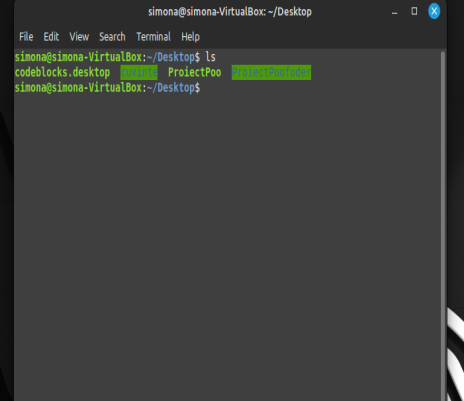 simona@simona-VirtualBox: ~/Desktop
File Edit View Search Terminal Help
simona@simona-VirtualBox:~/Desktop$ ls
codeblocks.desktop Cuvinte ProiectPoo ProiectPoofoder
simona@simona-VirtualBox:~/Desktop$